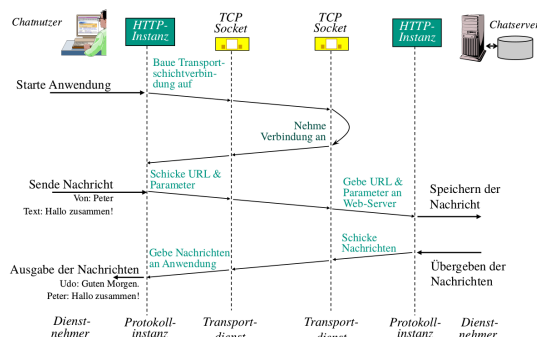 Chatnutzer
HTTP-
Instanz
TCP
Socket
TCP
Socket
HTTP-
Instanz
Chatserver
Baue Transport-
schichtverbin-
dung auf
Starte Anwendung
Nehme
Verbindung an
Schicke URL &
Parameter
Sende Nachricht
Von: Peter
Text: Hallo zusammen!
Gebe URL &
Parameter an
Web-Server
Speichern der
Nachricht
Schicke
Nachrichten
Gebe Nachrichten
an Anwendung
Ausgabe der Nachrichten
Udo: Guten Morgen.
Peter: Hallo zusammen!
Übergeben der
Nachrichten
Dienst-
nehmer
Protokoll-
instanz
Transport-
dienst
Transport-
dienst
Protokoll-
instanz
Dienst-
nehmer